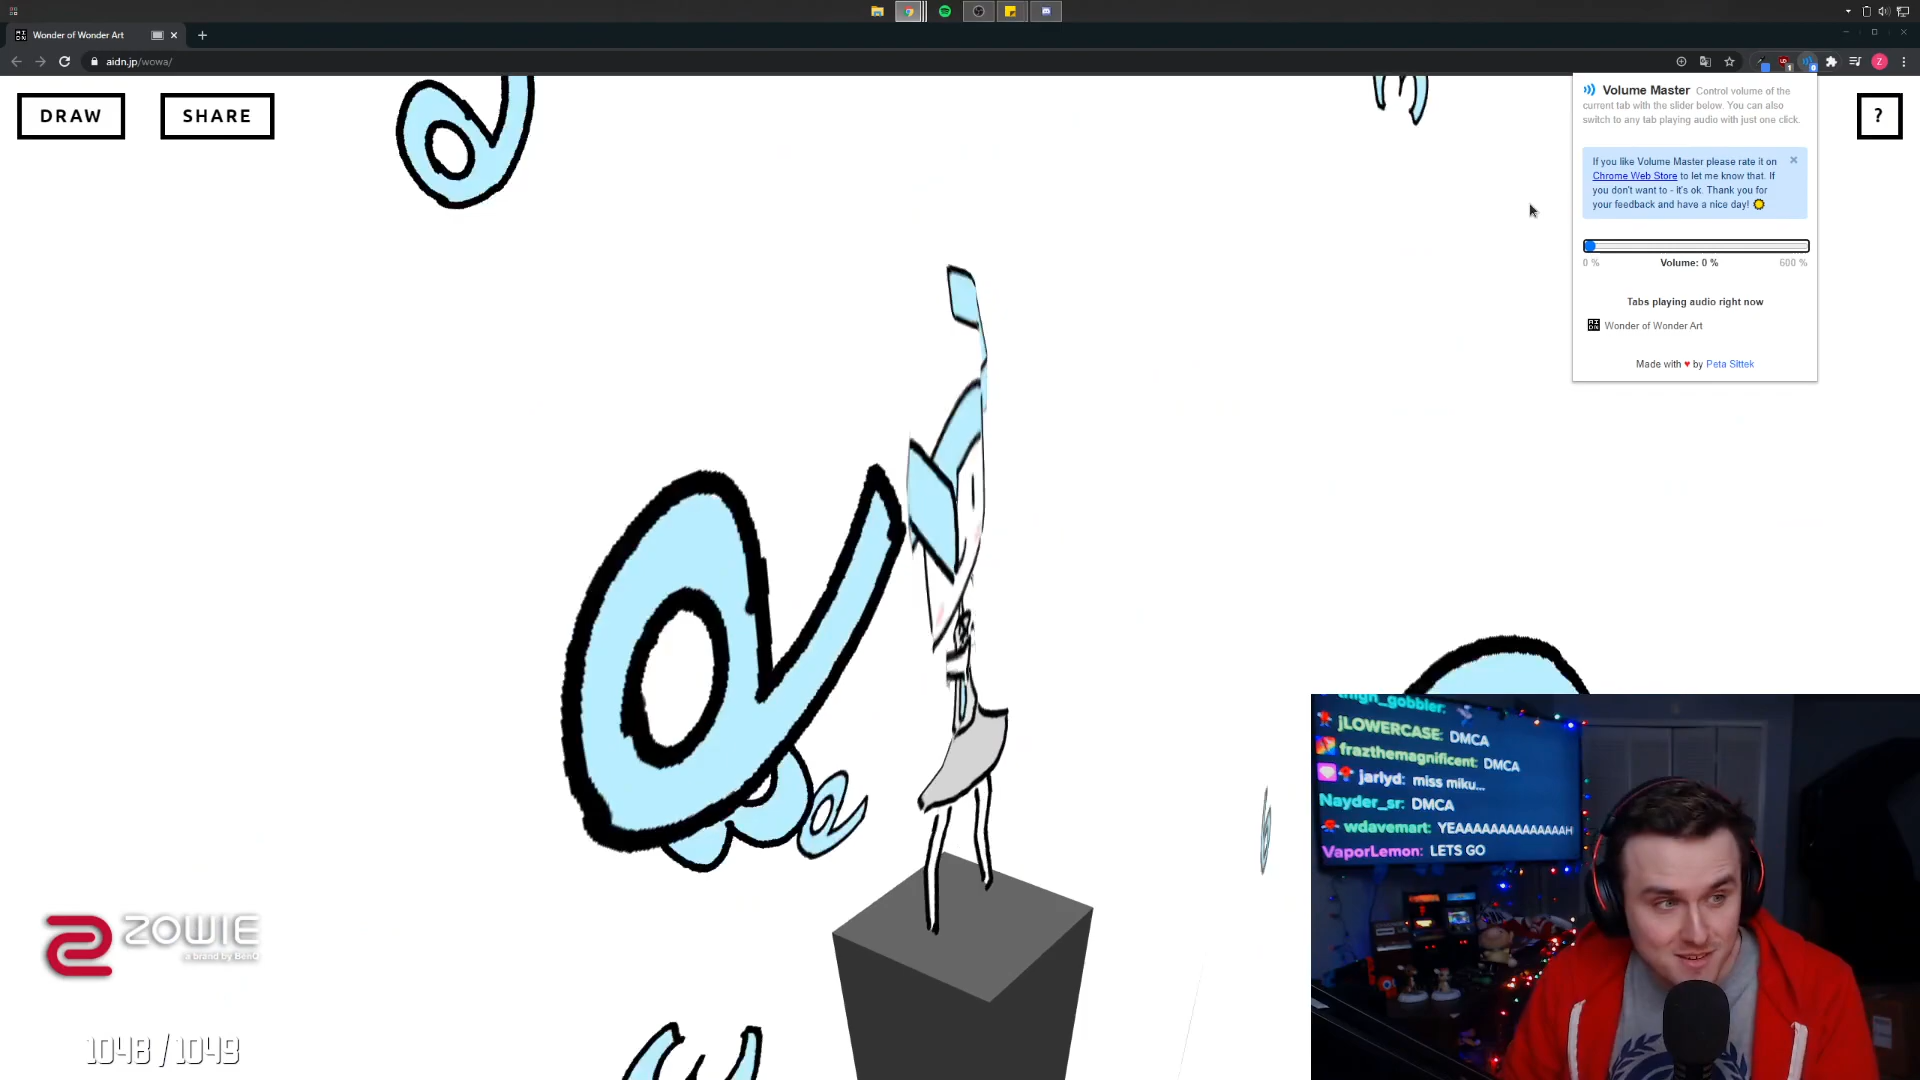 Wonder of Wonder Art
aidn.jp/wowa/
DRAW
SHARE
?
Volume Master Control volume of the
current tab with the slider below. You can also
switch to any tab playing audio with just one click.
If you like Volume Master please rate it on
Chrome Web Store to let me know that. If
you don't want to - it's ok. Thank you for
your feedback and have a nice day!
0 %
Volume: 0 %
600 %
Tabs playing audio right now
Wonder of Wonder Art
Made with ♥ by Peta Sittek
thigh_gobbler:
jLOWERCASE: DMCA
frazthemagnificent: DMCA
jarlyd: miss miku...
Nayder_sr: DMCA
wdavemart: YEAAAAAAAAAAAAAH
VaporLemon: LETS GO
ZOWIE
a brand by BenQ
1048 / 1049